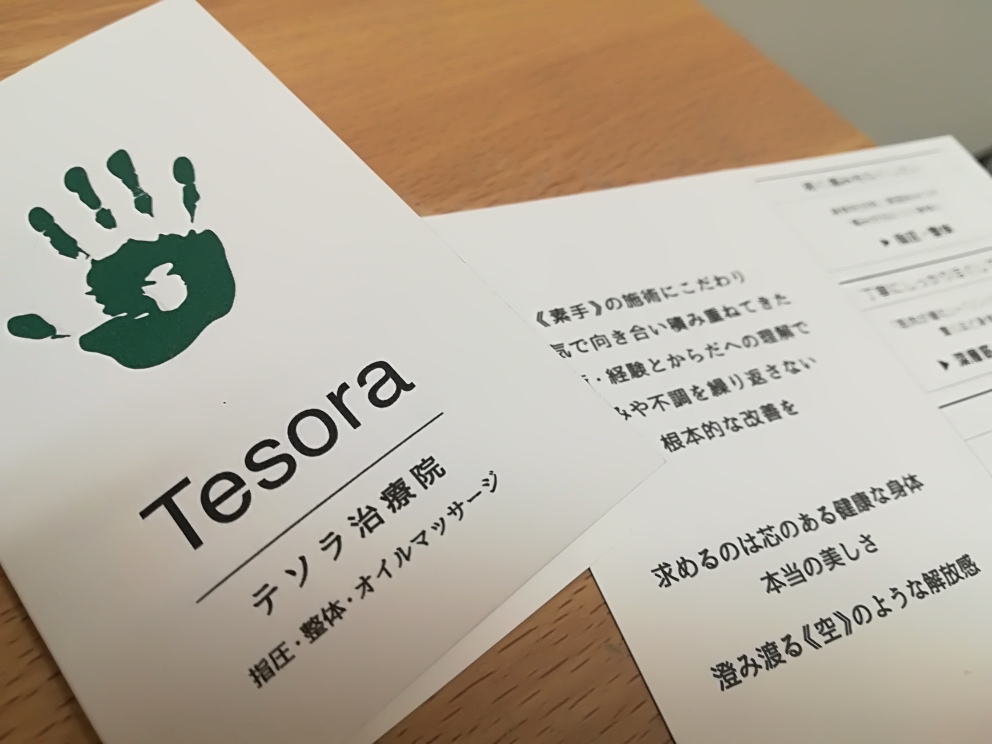 Tesora
テソラ治療院
指圧・整体・オイルマッサージ
《素手》の施術にこだわり
気で向き合い積み重ねてきた
・経験とからだへの理解で
みや不調を繰り返さない
根本的な改善を
求めるのは芯のある健康な身体
本当の美しさ
澄み渡る《空》のような解放感